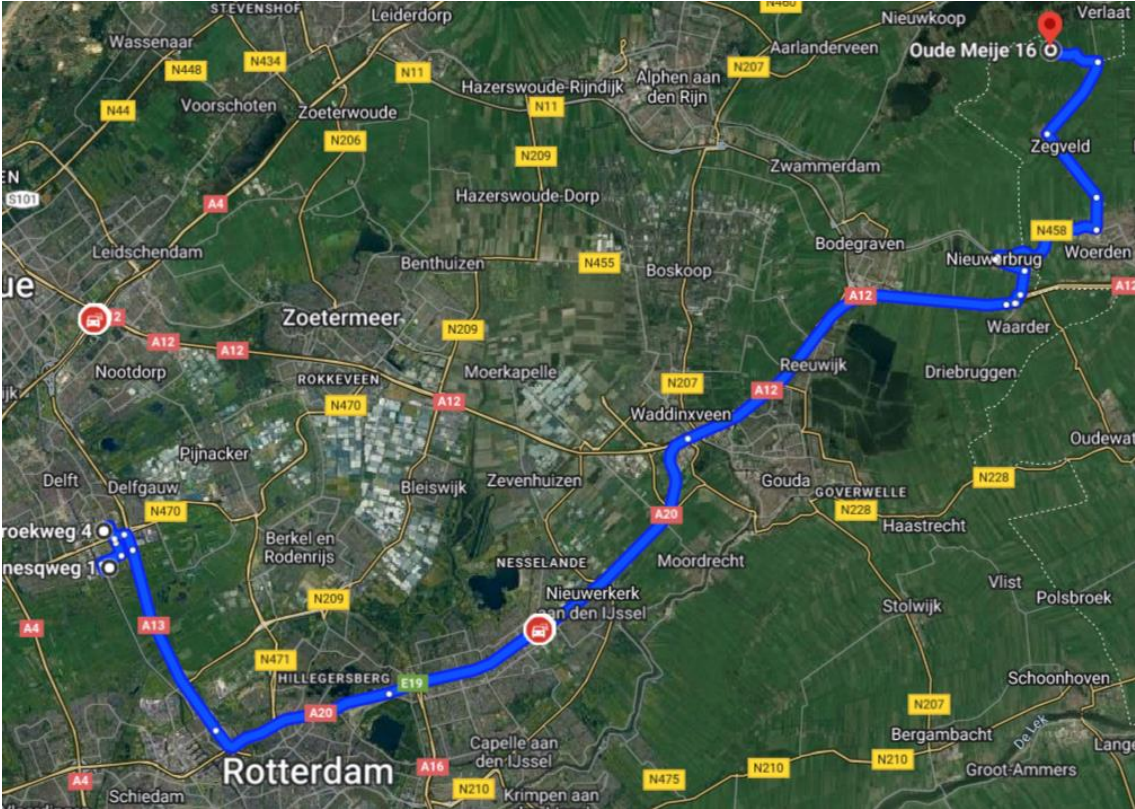 STEVENSHOF
Leiderdorp
N460
Verlaat
Nieuwkoop
Wassenaar
N434
N448
N11
Aarlanderveen
Oude Meije 16
N207
Alphen aan
den Rijn
Hazerswoude-Rijndijk
N11
N44
Voorschoten
Zoeterwoude
N206
N209
Zegveld
Zwammerdam
EN
S101
A4
Hazerswoude-Dorp
N458
Leidschendam
Bodegraven
Woerden
Benthuizen
N455
Boskoop
Nieuwerbrug
ue
A12
A12
2
Zoetermeer
N209
Waarder
A12
A12
Nootdorp
Moerkapelle
Reeuwijk
Driebruggen
ROKKEVEEN
N207
A12
ijk
N470
A12
Waddinxveen
Pijnacker
Oudewat
Delft
Delfgauw
Bleiswijk
Zevenhuizen
Gouda
N228
GOVERWELLE
N470
A20
N228
roekweg 4
Haastrecht
Berkel en
Rodenrijs
nesqweg 1
NESSELANDE
Moordrecht
Vlist
Nieuwerkerk
aan den IJssel
N209
Polsbroek
Stolwijk
A4
A13
N471
HILLEGERSBERG
E19
Schoonhoven
A20
N207
Bergambacht
De Lek
Capelle aan
den IJssel
Lange
Rotterdam
A16
N210
N210
Groot-Ammers
A4
N475
N210
Schiedam
Krimpen aan